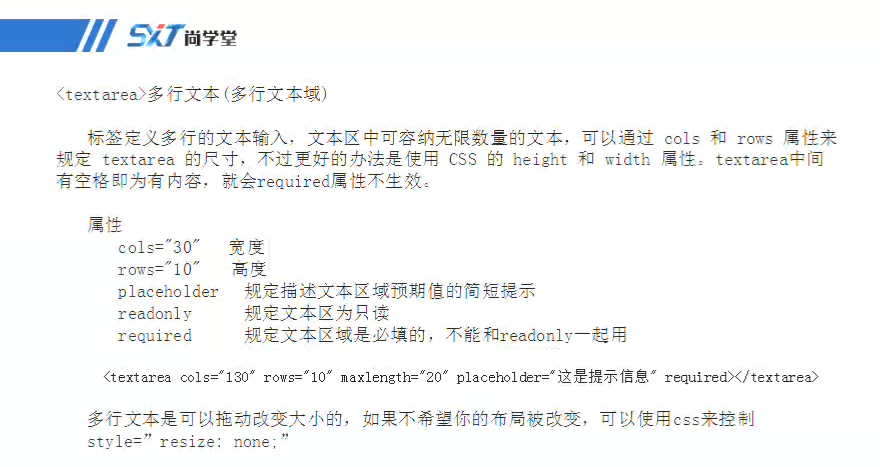 SXT尚学堂
<textarea>多行文本(多行文本域)
标签定义多行的文本输入，文本区中可容纳无限数量的文本，可以通过 cols 和 rows 属性来
规定 textarea 的尺寸，不过更好的办法是使用 CSS 的 height 和 width 属性。textarea中间
有空格即为有内容，就会required属性不生效。
属性
cols="30" 宽度
rows="10" 高度
placeholder 规定描述文本区域预期值的简短提示
readonly 规定文本区为只读
required 规定文本区域是必填的，不能和readonly一起用
<textarea cols="130" rows="10" maxlength="20" placeholder="这是提示信息" required></textarea>
多行文本是可以拖动改变大小的，如果不希望你的布局被改变，可以使用css来控制
style=”resize: none;”